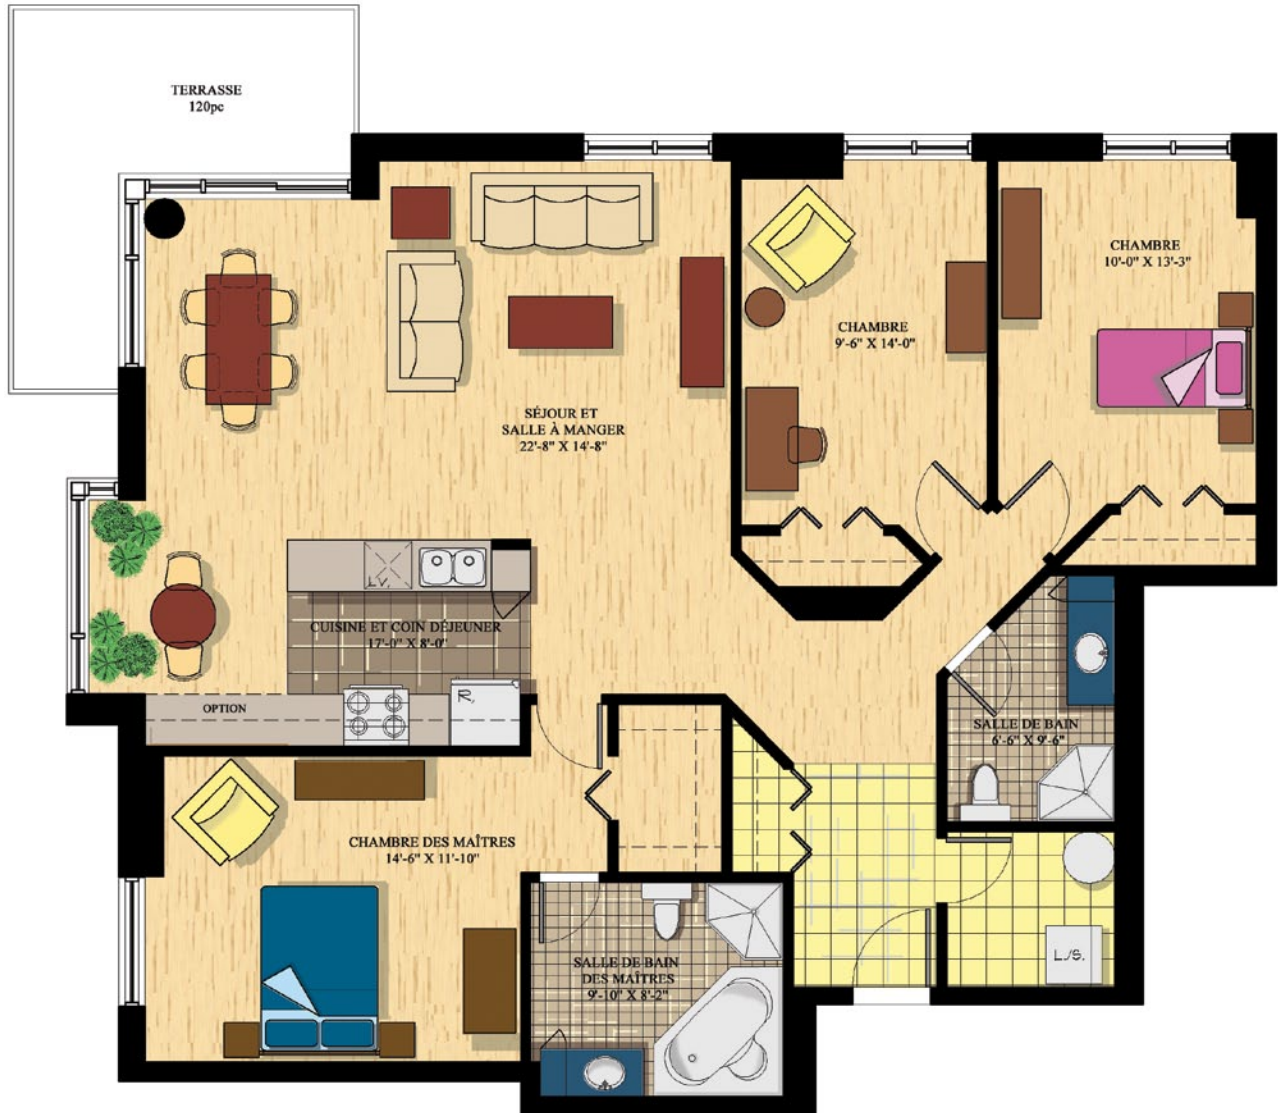 TERRASSE
120pc
CHAMBRE
10'-0" X 13'-3"
CHAMBRE
9'-6" X 14'-0"
SÉJOUR ET
SALLE À MANGER
22'-8" X 14'-8"
L.V.
CUISINE ET COIN DÉJEUNER
17'-0" X 8'-0"
R.
OPTION
SALLE DE BAIN
6'-6" X 9'-6"
CHAMBRE DES MAÎTRES
14'-6" X 11'-10"
L./S.
SALLE DE BAIN
DES MAÎTRES
9'-10" X 8'-2"